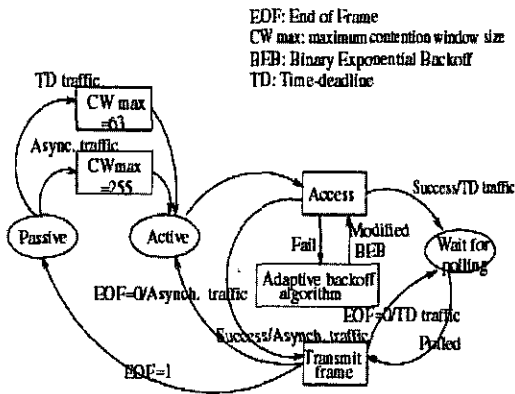 EOF: End of Frame
CW max: maximum contention window size
BEB: Binary Exponential Backoff
TD: Time-deadline
TD traffic
CW max
=63
Async. traffic
CWmax
=255
Passive
Active
Access
Success/TD traffic
Fail
Modified
BEB
Wait for
polling
Adaptive backoff
algorithm
EOF=0/Asynch. traffic
EOF=0/TD traffic
Success/Asynch. traffic
Polled
Transmit
frame
EOF=1